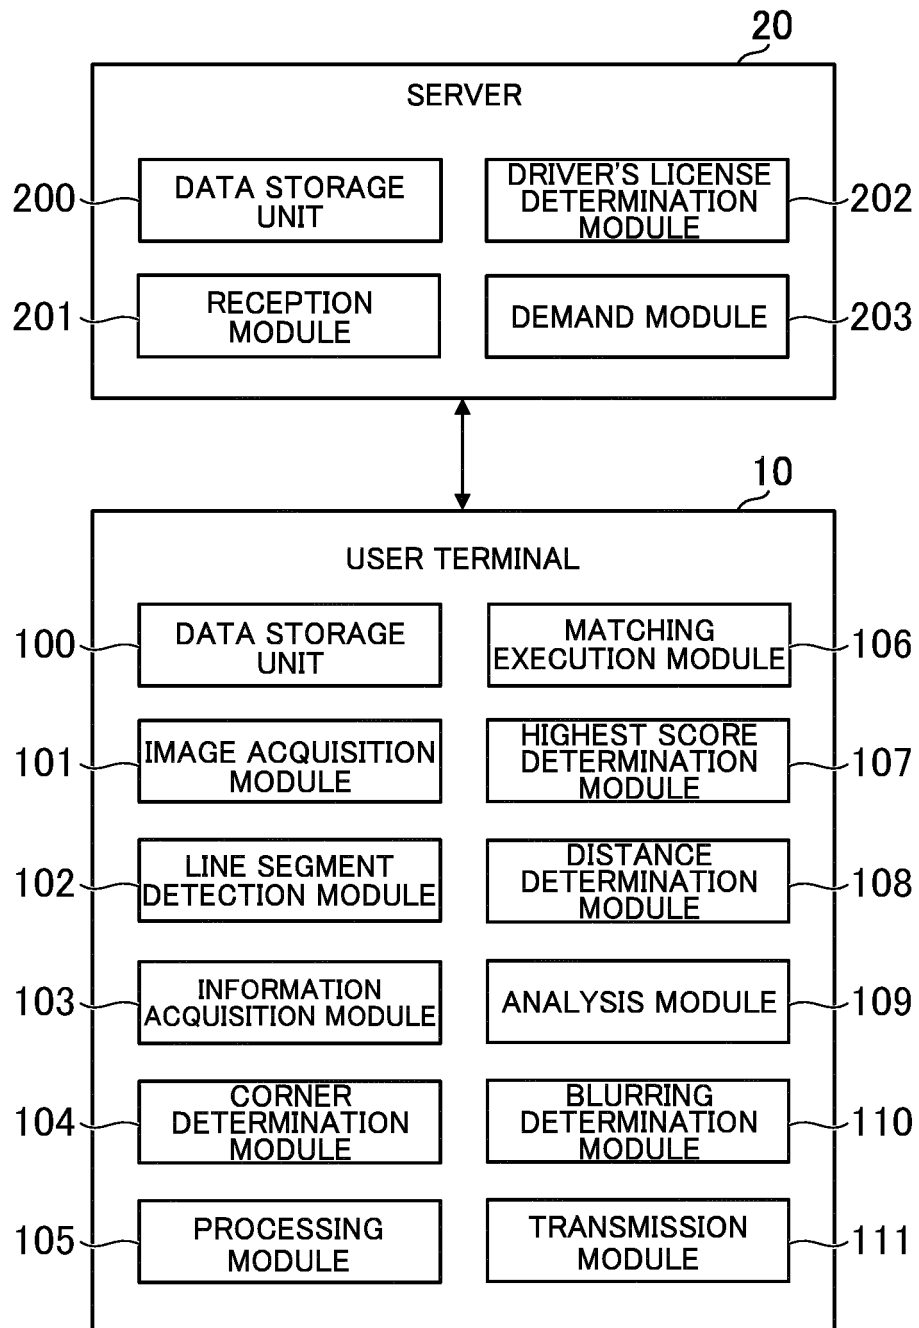 20
SERVER
200
DATA STORAGE
UNIT
DRIVER'S LICENSE
DETERMINATION
MODULE
202
201
RECEPTION
MODULE
DEMAND MODULE
203
10
USER TERMINAL
100
DATA STORAGE
UNIT
MATCHING
EXECUTION MODULE
106
101
IMAGE ACQUISITION
MODULE
HIGHEST SCORE
DETERMINATION
MODULE
107
102
LINE SEGMENT
DETECTION MODULE
DISTANCE
DETERMINATION
MODULE
108
103
INFORMATION
ACQUISITION MODULE
ANALYSIS MODULE
109
104
CORNER
DETERMINATION
MODULE
BLURRING
DETERMINATION
MODULE
110
105
PROCESSING
MODULE
TRANSMISSION
MODULE
111